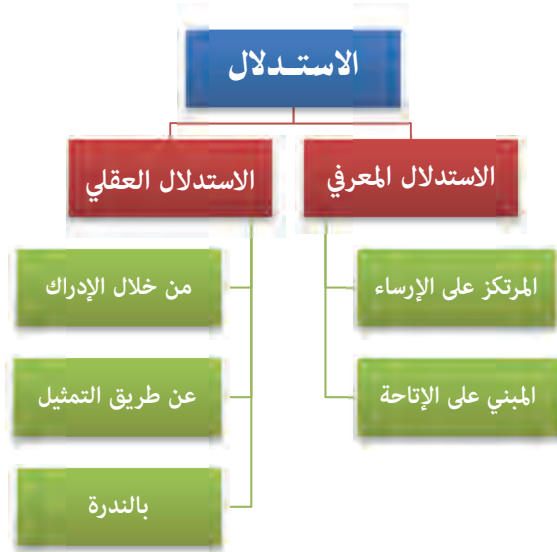 الاستـدلال
الاستدلال المعرفي
الاستدلال العقلي
المرتكز على الإرساء
من خلال الإدراك
المبني على الإتاحة
عن طريق التمثيل
بالندرة